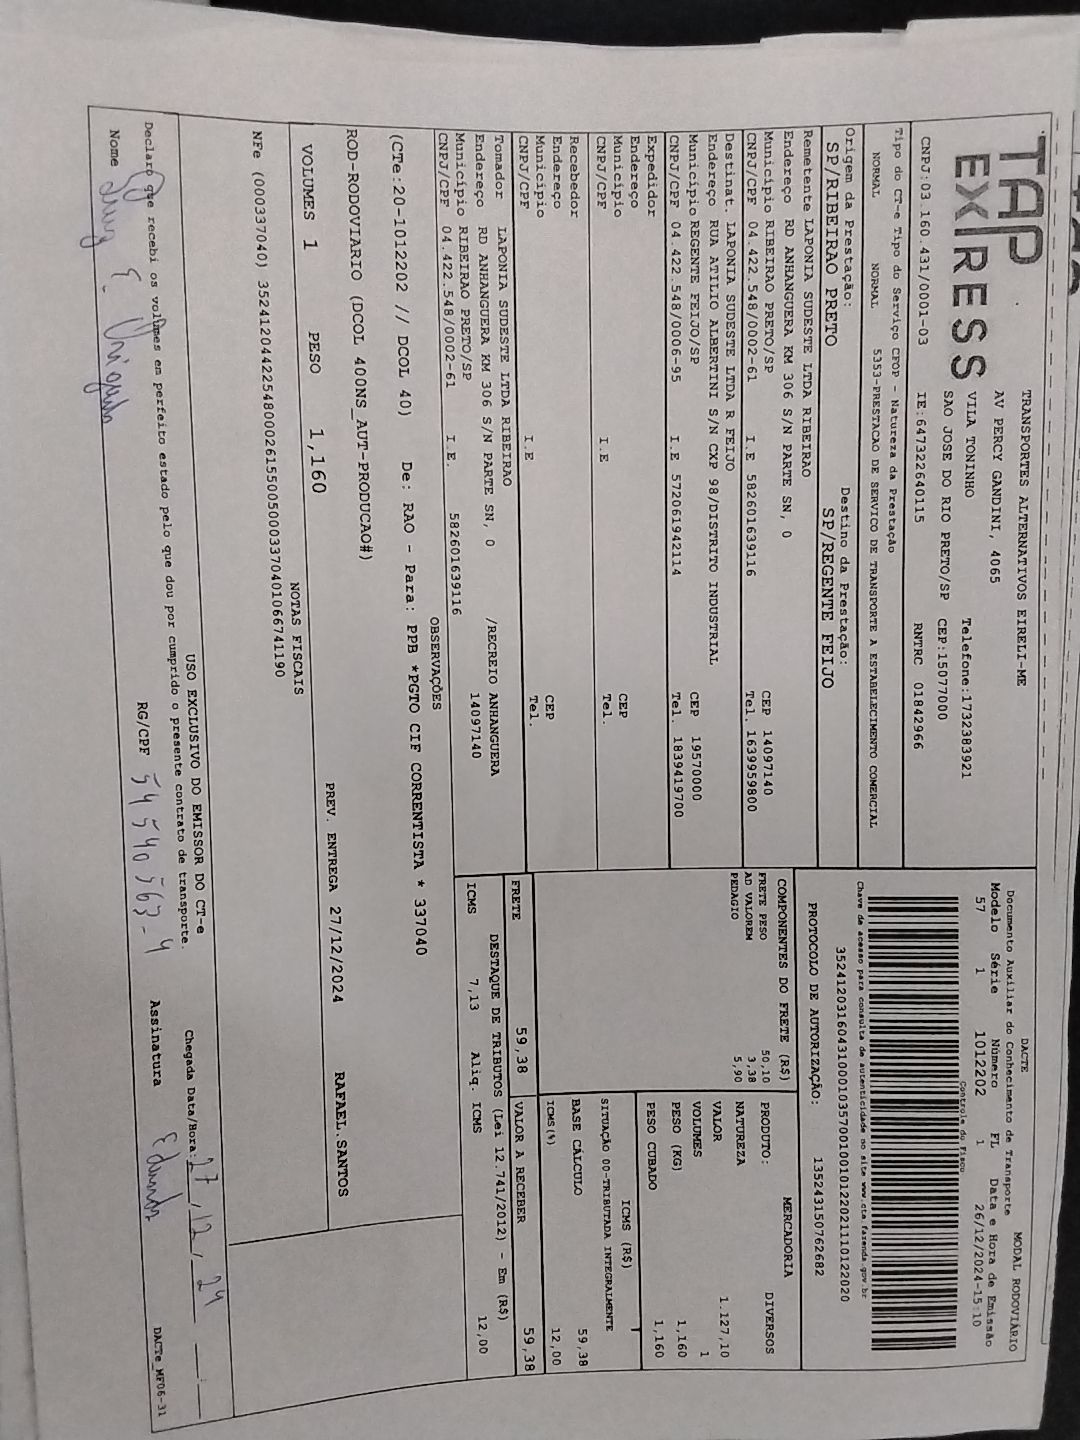 TAP EXPRESS
TRANSPORTES ALTERNATIVOS EIRELI-ME
AV PERCY GANDINI, 4065
VILA TONINHO Telefone:1732383921
SAO JOSE DO RIO PRETO/SP CEP:15077000
CNPJ:03.160.431/0001-03 IE:647322640115 RNTRC 01842966
Tipo do CT-e Tipo do Serviço CFOP - Natureza da Prestação
NORMAL NORMAL 5353-PRESTACAO DE SERVICO DE TRANSPORTE A ESTABELECIMENTO COMERCIAL
Origem da Prestação: Destino da Prestação:
SP/RIBEIRAO PRETO SP/REGENTE FEIJO
Remetente LAPONIA SUDESTE LTDA RIBEIRAO
Endereço RD ANHANGUERA KM 306 S/N PARTE SN, 0
Município RIBEIRAO PRETO/SP CEP 14097140
CNPJ/CPF 04.422.548/0002-61 I.E 582601639116 Tel. 1639959800
Destinat. LAPONIA SUDESTE LTDA R FEIJO
Endereço RUA ATILIO ALBERTINI S/N CXP 98/DISTRITO INDUSTRIAL
Município REGENTE FEIJO/SP CEP 19570000
CNPJ/CPF 04.422.548/0006-95 I.E 572061942114 Tel. 1839419700
Expedidor
Endereço
Município CEP
CNPJ/CPF I.E Tel.
Recebedor
Endereço
Município CEP
CNPJ/CPF I.E Tel.
Tomador LAPONIA SUDESTE LTDA RIBEIRAO
Endereço RD ANHANGUERA KM 306 S/N PARTE SN, 0 /RECREIO ANHANGUERA
Município RIBEIRAO PRETO/SP 14097140
CNPJ/CPF 04.422.548/0002-61 I.E. 582601639116
DACTE MODAL RODOVIÁRIO
Documento Auxiliar do Conhecimento de Transporte
Modelo Série Número FL Data e Hora de Emissão
57 1 1012202 1 26/12/2024-15:10
Controle do Fisco
Chave de acesso para consulta de autenticidade no site www.cte.fazenda.gov.br
35241203160431000103570010010122021110122020
PROTOCOLO DE AUTORIZAÇÃO: 135243150762682
COMPONENTES DO FRETE (R$)
FRETE PESO 50,10
AD VALOREM 3,38
PEDAGIO 5,90
MERCADORIA
PRODUTO: DIVERSOS
NATUREZA
VALOR 1.127,10
VOLUMES 1
PESO (KG) 1,160
PESO CUBADO 1,160
ICMS (R$)
SITUAÇÃO 00-TRIBUTADA INTEGRALMENTE
BASE CÁLCULO 59,38
ICMS(%) 12,00
FRETE 59,38 VALOR A RECEBER 59,38
DESTAQUE DE TRIBUTOS (Lei 12.741/2012) - Em (R$)
ICMS 7,13 Aliq. ICMS 12,00
OBSERVAÇÕES
(CTe:20-1012202 // DCOL 40) De: RAO - Para: PPB *PGTO CIF CORRENTISTA * 337040
ROD-RODOVIARIO (DCOL 400NS_AUT-PRODUCAO#)
VOLUMES 1 PESO 1,160 PREV. ENTREGA 27/12/2024 RAFAEL.SANTOS
NOTAS FISCAIS
NFe (000337040) 35241204422548000261550050003370401066741190
USO EXCLUSIVO DO EMISSOR DO CT-e
Declaro que recebi os volumes em perfeito estado pelo que dou por cumprido o presente contrato de transporte. Chegada Data/Hora: 27/12/24
Nome RG/CPF 54540563-4 Assinatura
DACTe_MF06-31